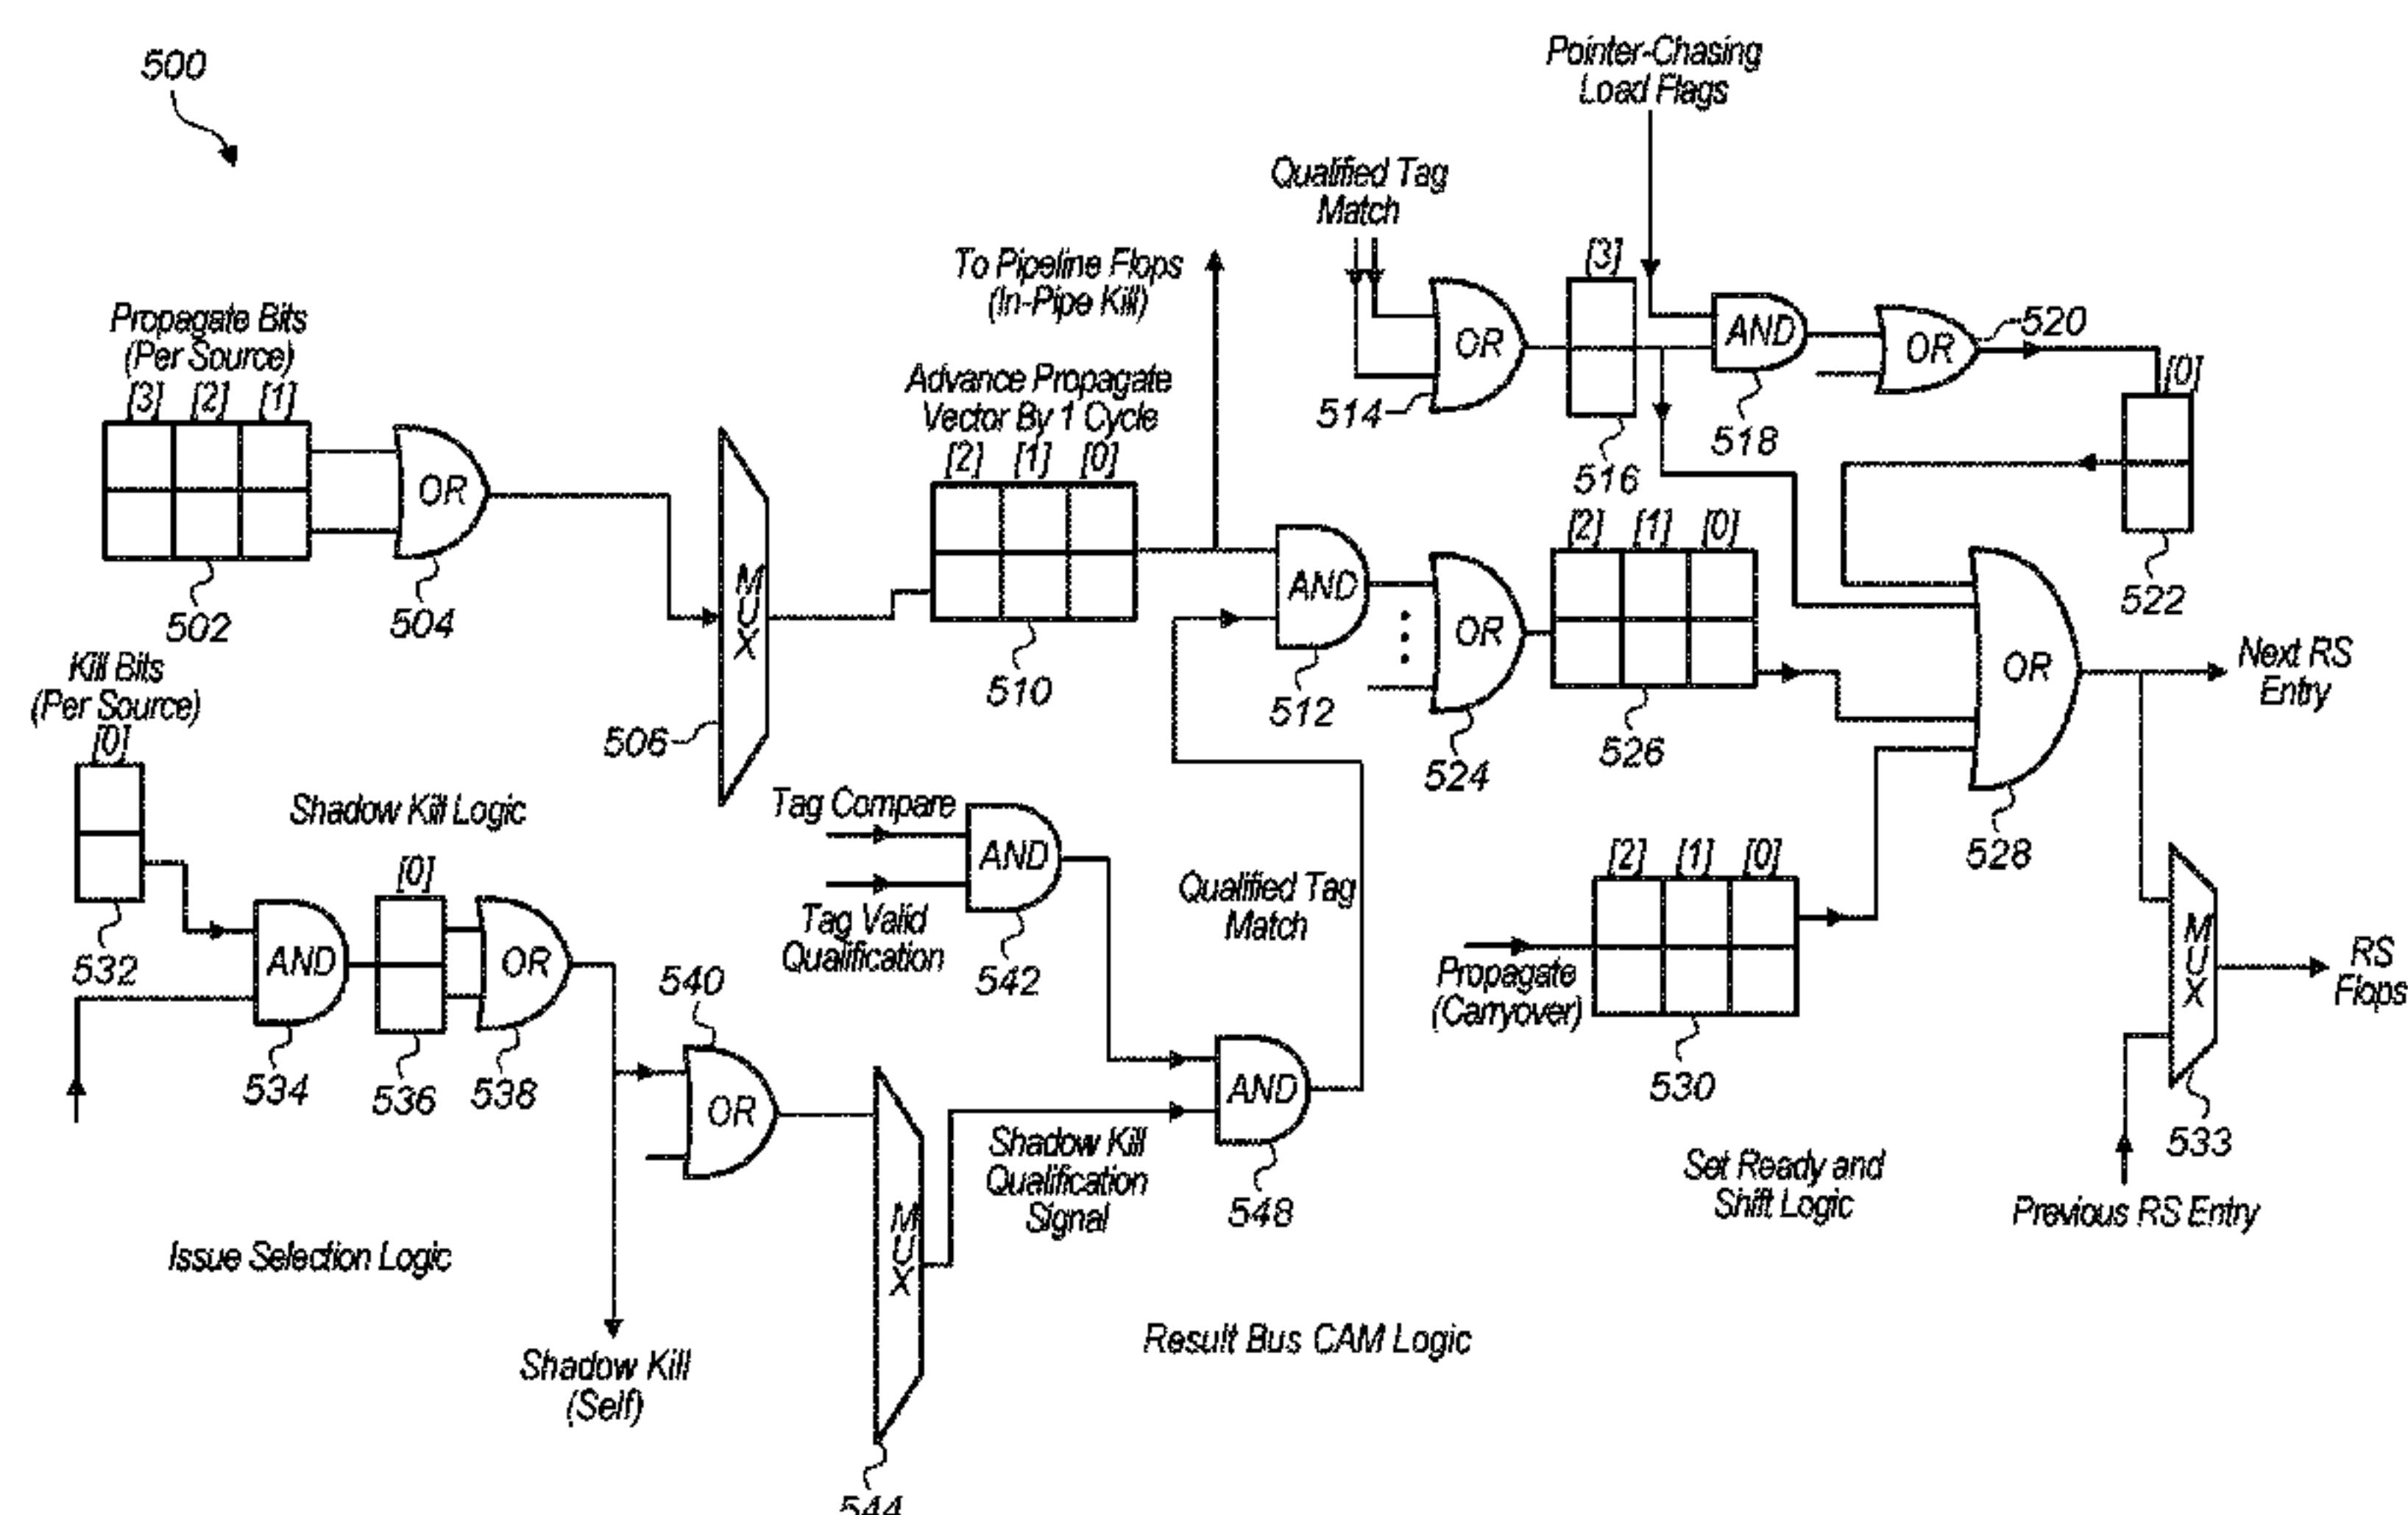 500
Pointer-Chasing
Load Flags
Qualified Tag
Match
To Pipeline Flops
(In-Pipe Kill)
[3]
OR
514
516
AND
518
OR
520
[0]
522
Propagate Bits
(Per Source)
[3] [2] [1]
502
OR
504
MUX
506
Advance Propagate
Vector By 1 Cycle
[2] [1] [0]
510
AND
512
OR
524
[2] [1] [0]
526
OR
528
Next RS
Entry
Kill Bits
(Per Source)
[0]
532
Shadow Kill Logic
AND
534
[0]
536
OR
538
540
OR
Tag Compare
Tag Valid
Qualification
AND
542
Qualified Tag
Match
Propagate
(Carryover)
[2] [1] [0]
530
MUX
533
RS
Flops
Previous RS Entry
Set Ready and
Shift Logic
AND
548
Shadow Kill
Qualification
Signal
MUX
544
Issue Selection Logic
Shadow Kill
(Self)
Result Bus CAM Logic